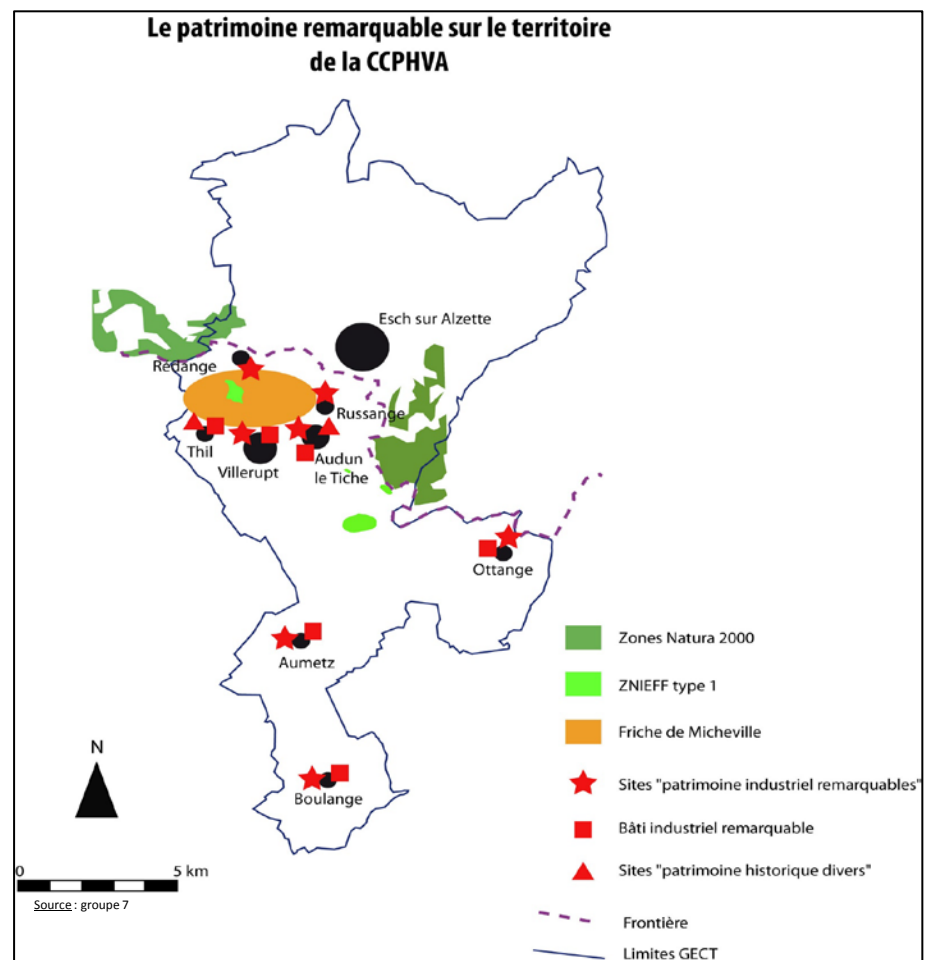 Le patrimoine remarquable sur le territoire
de la CCPHVA
Esch sur Alzette
Rédange
Russange
Thil
Villerupt
Audun
le Tiche
Ottange
Aumetz
Boulange
Zones Natura 2000
ZNIEFF type 1
Friche de Micheville
Sites "patrimoine industriel remarquables"
Bâti industriel remarquable
Sites "patrimoine historique divers"
Frontière
Limites GECT
N
0 5 km
Source : groupe 7